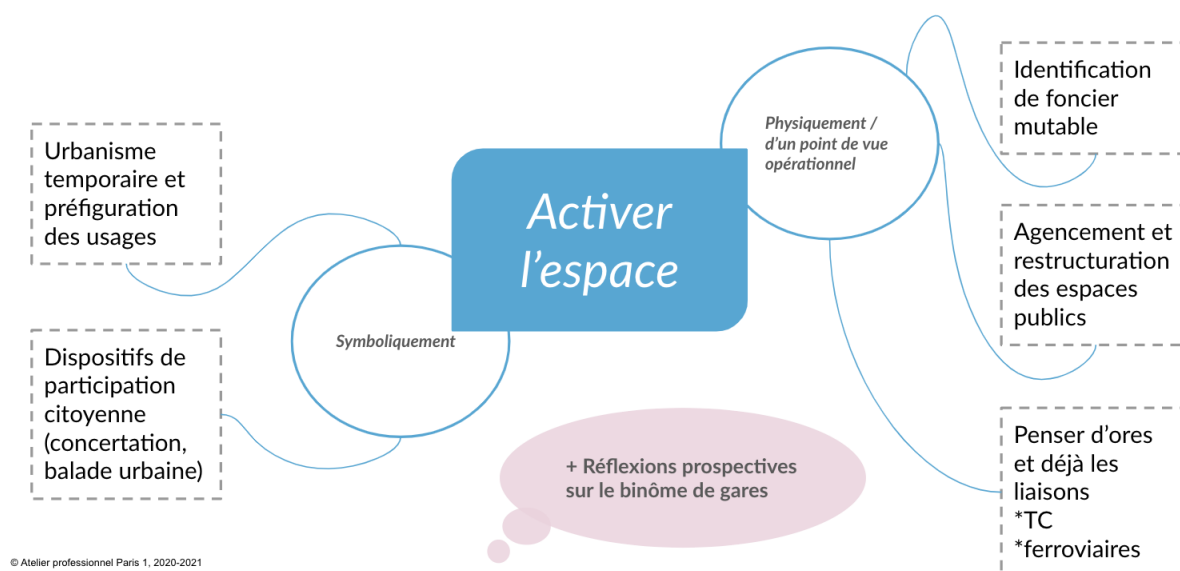 Urbanisme
temporaire et
préfiguration
des usages
Dispositifs de
participation
citoyenne
(concertation,
balade urbaine)
Symboliquement
Activer
l’espace
Physiquement /
d’un point de vue
opérationnel
Identification
de foncier
mutable
Agencement et
restructuration
des espaces
publics
Penser d’ores
et déjà les
liaisons
*TC
*ferroviaires
+ Réflexions prospectives
sur le binôme de gares
© Atelier professionnel Paris 1, 2020-2021